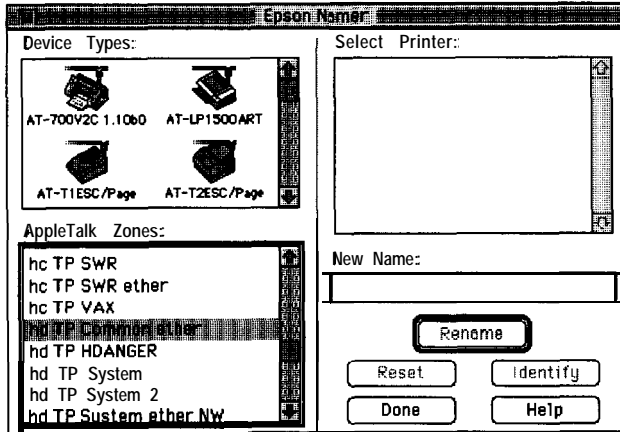 Epson Namer
Device Types:
AT-700V2C 1.10b0
AT-LP1500ART
AT-T1ESC/Page
AT-T2ESC/Page
AppleTalk Zones:
hc TP SWR
hc TP SWR ether
hc TP VAX
hd TP Common ether
hd TP HDANGER
hd TP System
hd TP System 2
hd TP System ether NW
Select Printer:
New Name:
Rename
Reset
Identify
Done
Help